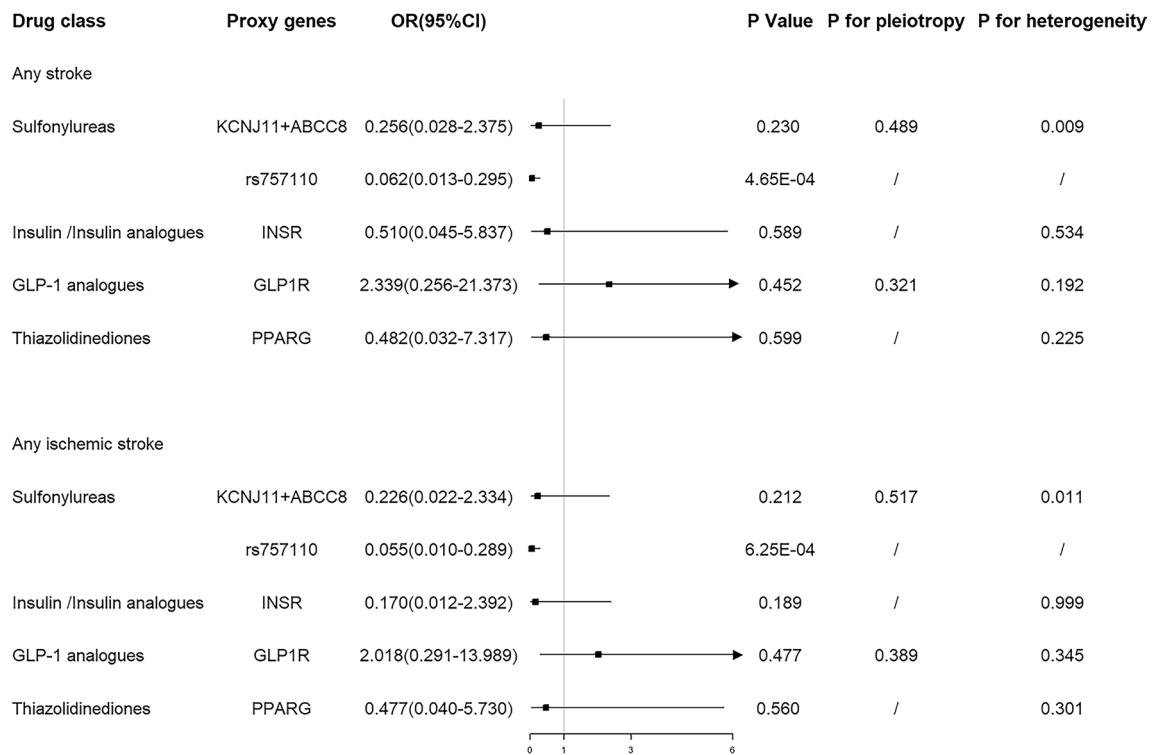 Drug class Proxy genes OR(95%CI) P Value P for pleiotropy P for heterogeneity
Any stroke
Sulfonylureas KCNJ11+ABCC8 0.256(0.028-2.375) 0.230 0.489 0.009
rs757110 0.062(0.013-0.295) 4.65E-04 / /
Insulin /Insulin analogues INSR 0.510(0.045-5.837) 0.589 / 0.534
GLP-1 analogues GLP1R 2.339(0.256-21.373) 0.452 0.321 0.192
Thiazolidinediones PPARG 0.482(0.032-7.317) 0.599 / 0.225
Any ischemic stroke
Sulfonylureas KCNJ11+ABCC8 0.226(0.022-2.334) 0.212 0.517 0.011
rs757110 0.055(0.010-0.289) 6.25E-04 / /
Insulin /Insulin analogues INSR 0.170(0.012-2.392) 0.189 / 0.999
GLP-1 analogues GLP1R 2.018(0.291-13.989) 0.477 0.389 0.345
Thiazolidinediones PPARG 0.477(0.040-5.730) 0.560 / 0.301
0 1 3 6